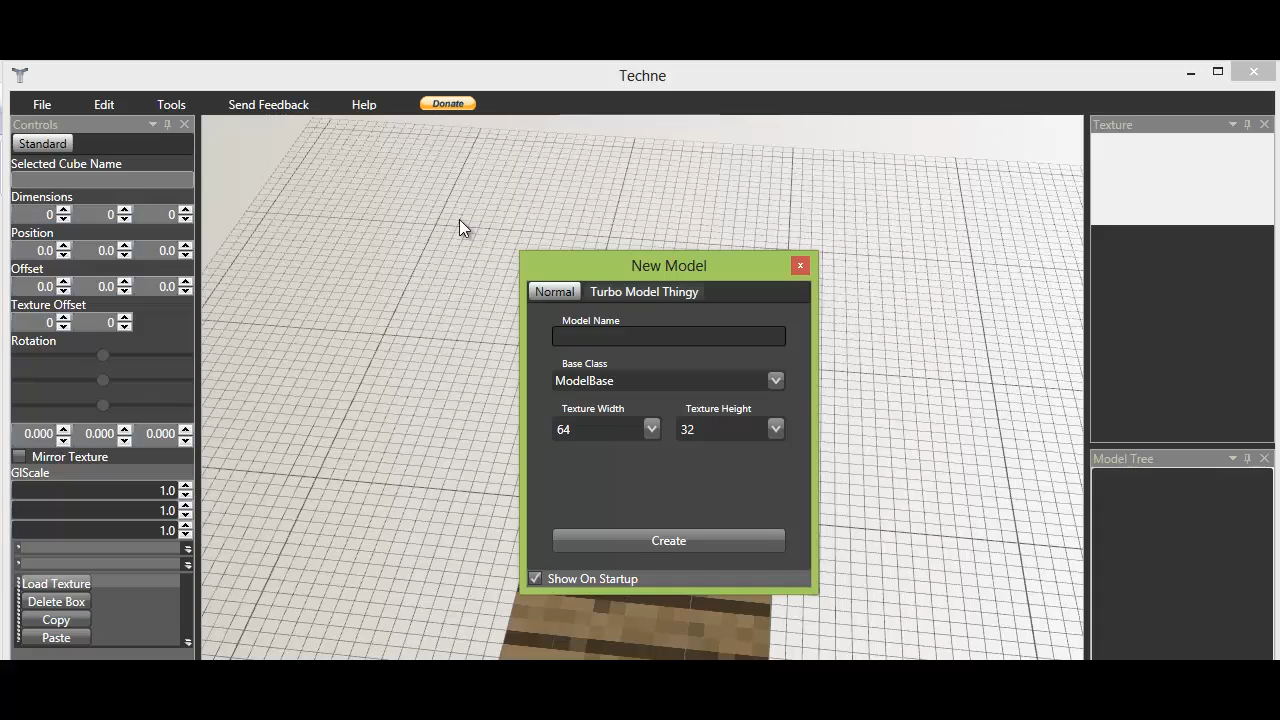 Techne
File Edit Tools Send Feedback Help Donate
Controls
Standard
Selected Cube Name
Dimensions
0 0 0
Position
0.0 0.0 0.0
Offset
0.0 0.0 0.0
Texture Offset
0 0
Rotation
0.000 0.000 0.000
Mirror Texture
GlScale
1.0
1.0
1.0
Load Texture
Delete Box
Copy
Paste
New Model
x
Normal Turbo Model Thingy
Model Name
Base Class
ModelBase
Texture Width Texture Height
64 32
Create
Show On Startup
Texture
Model Tree